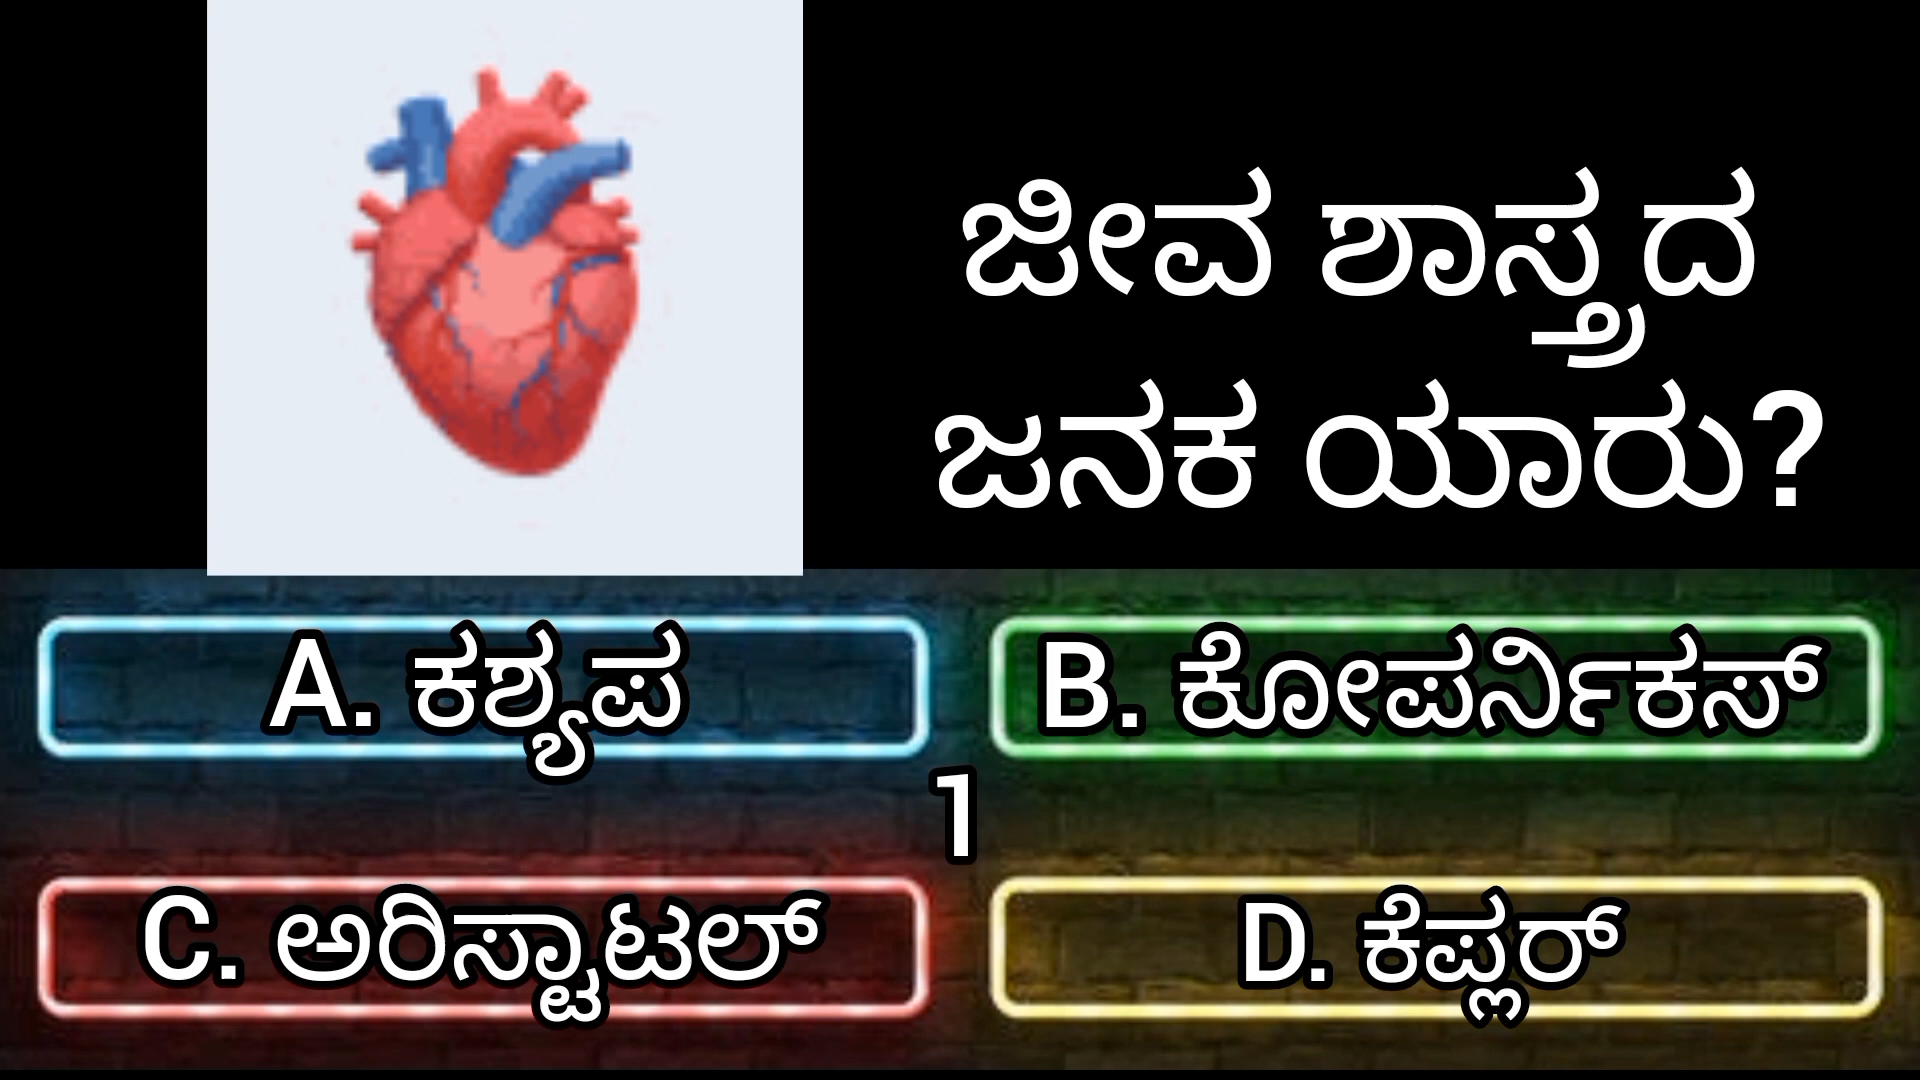 ಜೀವ ಶಾಸ್ತ್ರದ
ಜನಕ ಯಾರು?
A. ಕಶ್ಯಪ
B. ಕೋಪರ್ನಿಕಸ್
1
C. ಅರಿಸ್ಟಾಟಲ್
D. ಕೆಪ್ಲರ್